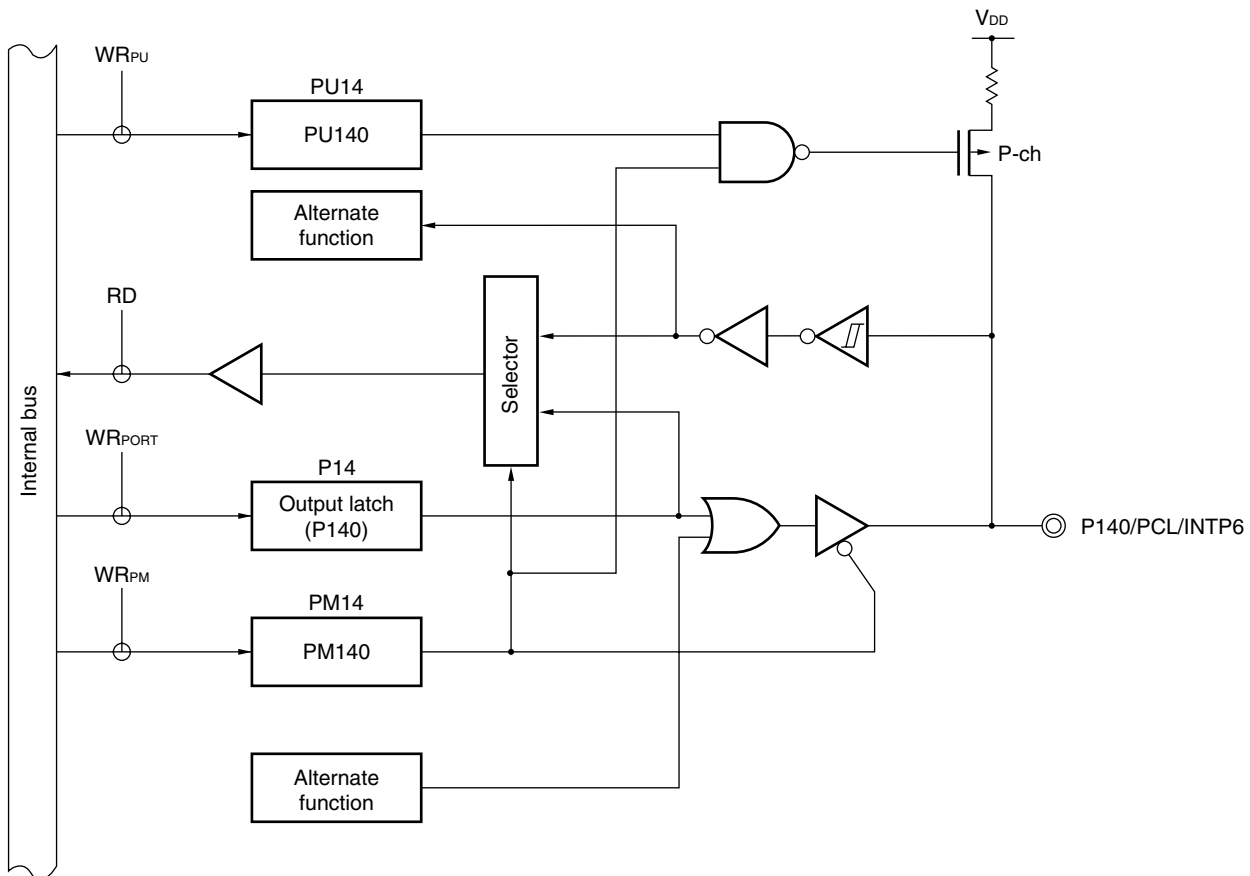 VDD
WRPU
PU14
PU140
P-ch
Alternate
function
RD
Selector
Internal bus
WRPORT
P14
Output latch
(P140)
P140/PCL/INTP6
WRPM
PM14
PM140
Alternate
function